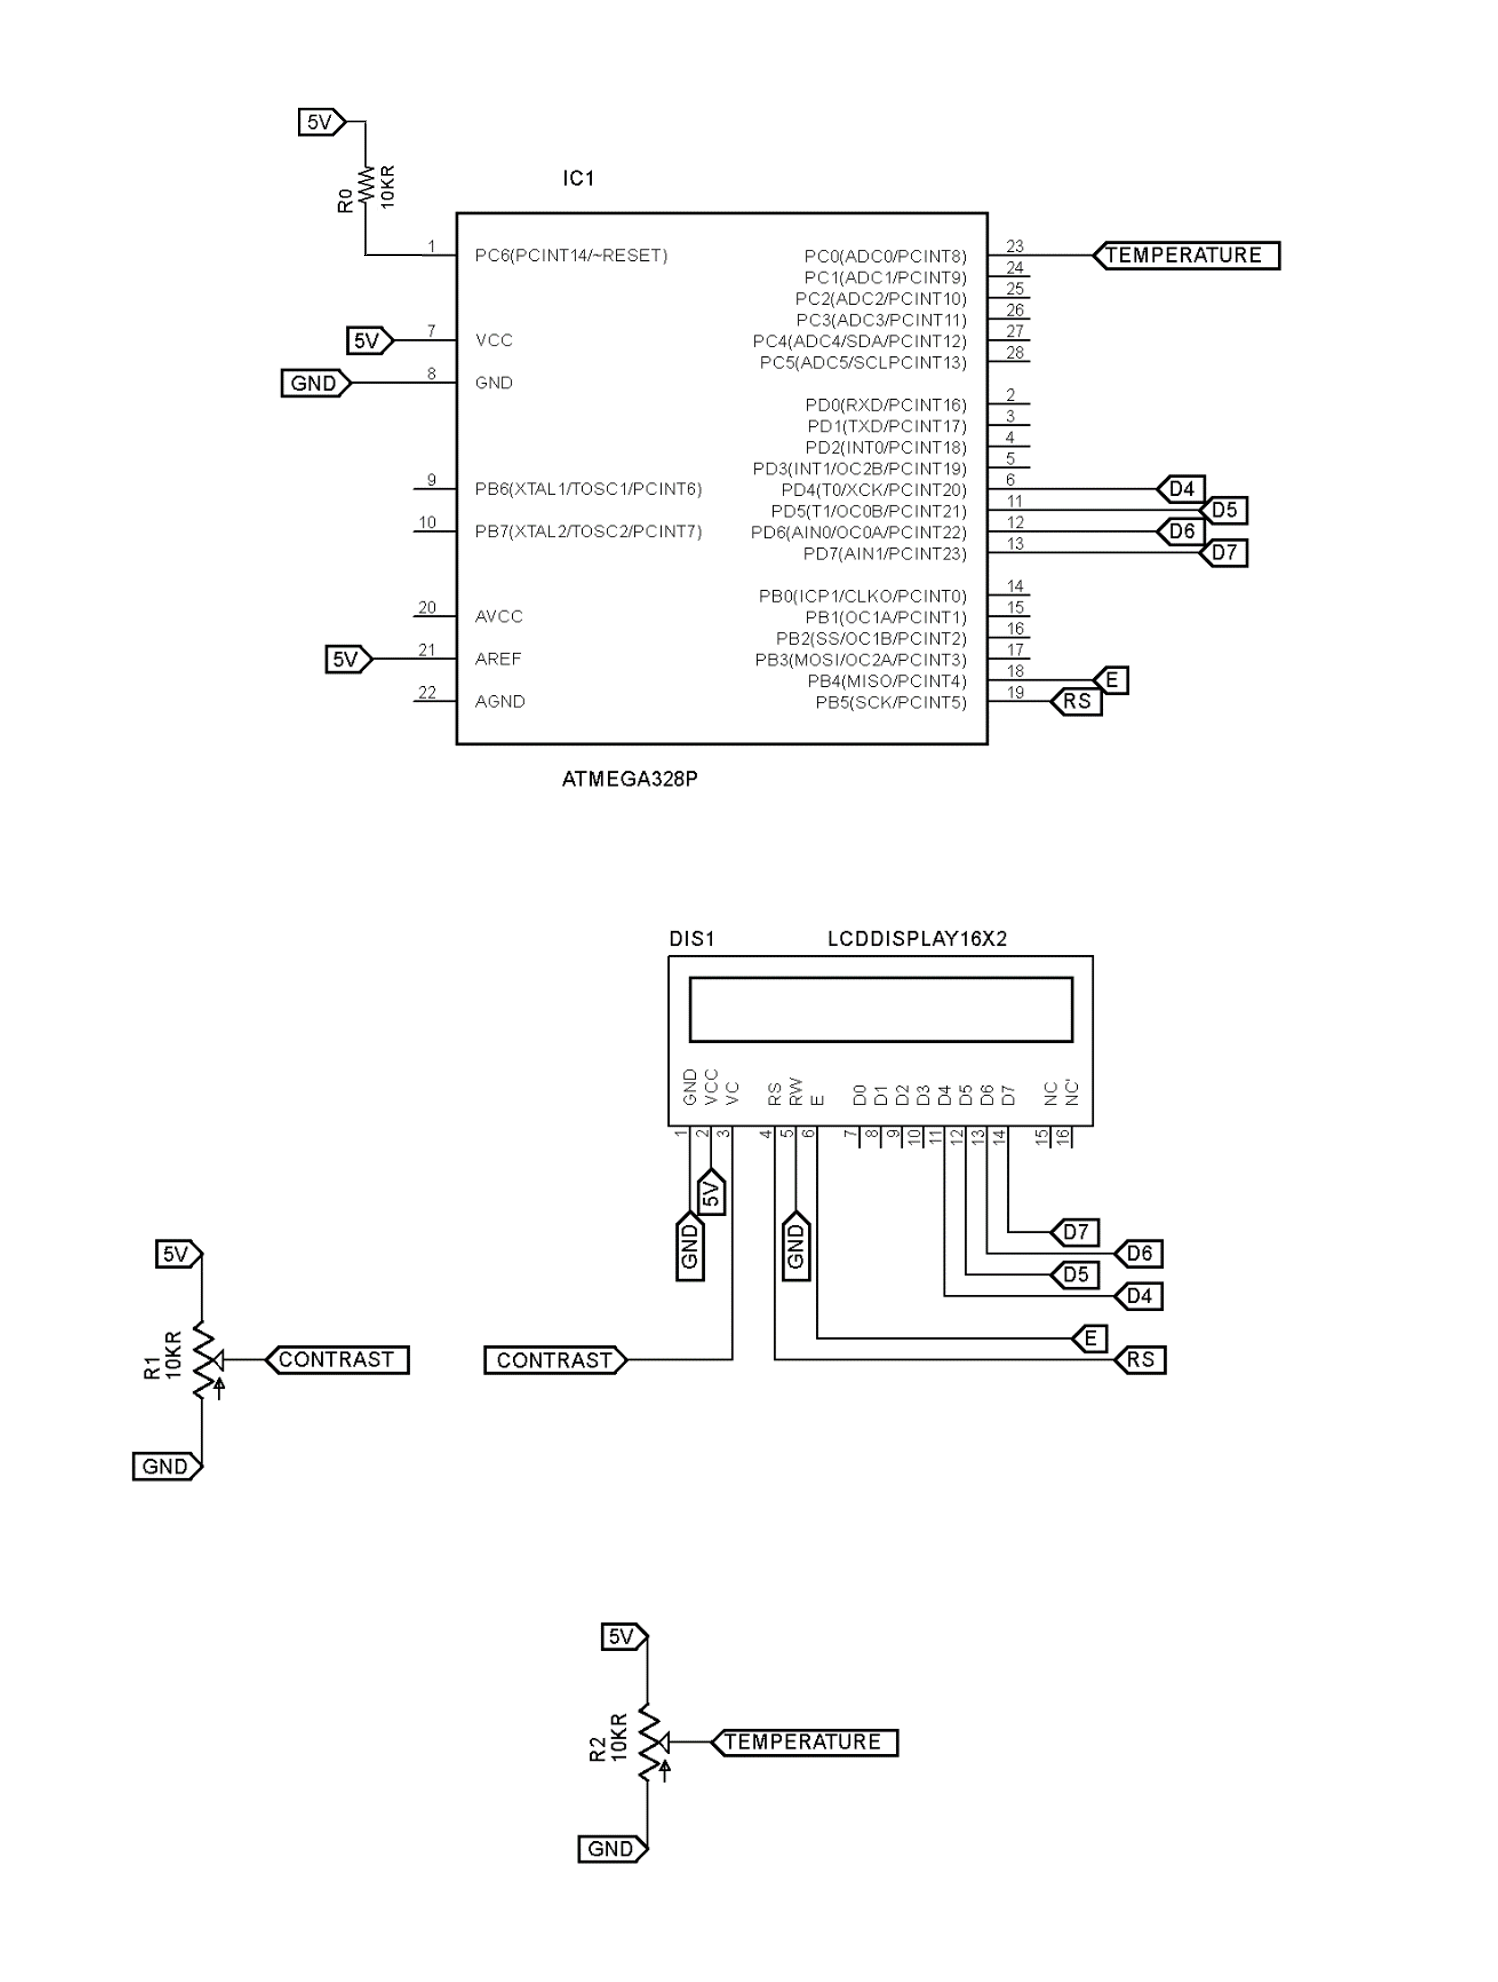 5V
R0
10KR
IC1
1 PC6(PCINT14/~RESET)
5V 7 VCC
GND 8 GND
9 PB6(XTAL1/TOSC1/PCINT6)
10 PB7(XTAL2/TOSC2/PCINT7)
20 AVCC
5V 21 AREF
22 AGND
PC0(ADC0/PCINT8) 23 TEMPERATURE
PC1(ADC1/PCINT9) 24
PC2(ADC2/PCINT10) 25
PC3(ADC3/PCINT11) 26
PC4(ADC4/SDA/PCINT12) 27
PC5(ADC5/SCLPCINT13) 28
PD0(RXD/PCINT16) 2
PD1(TXD/PCINT17) 3
PD2(INT0/PCINT18) 4
PD3(INT1/OC2B/PCINT19) 5
PD4(T0/XCK/PCINT20) 6 D4
PD5(T1/OC0B/PCINT21) 11 D5
PD6(AIN0/OC0A/PCINT22) 12 D6
PD7(AIN1/PCINT23) 13 D7
PB0(ICP1/CLKO/PCINT0) 14
PB1(OC1A/PCINT1) 15
PB2(SS/OC1B/PCINT2) 16
PB3(MOSI/OC2A/PCINT3) 17
PB4(MISO/PCINT4) 18 E
PB5(SCK/PCINT5) 19 RS
ATMEGA328P
DIS1 LCDDISPLAY16X2
GND VCC VC RS RW E D0 D1 D2 D3 D4 D5 D6 D7 NC NC'
1 2 3 4 5 6 7 8 9 10 11 12 13 14 15 16
5V
GND
GND
D7
D6
D5
D4
E
CONTRAST
RS
5V
R1
10KR
CONTRAST
GND
5V
R2
10KR
TEMPERATURE
GND